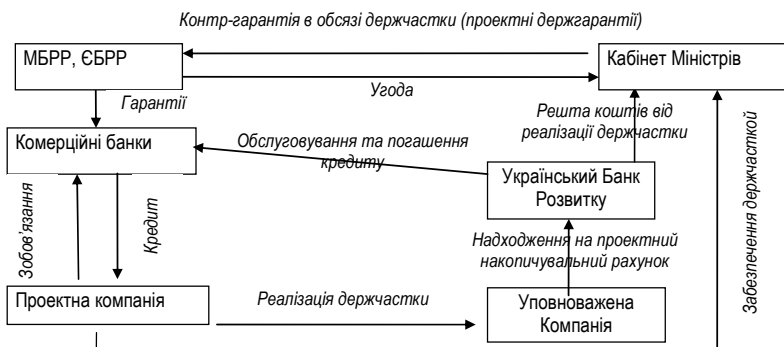 Контр-гарантія в обсязі держчастки (проектні держгарантії)
МБРР, ЄБРР
Кабінет Міністрів
Угода
Гарантії
Решта коштів від
реалізації держчастки
Комерційні банки
Обслуговування та погашення
кредиту
Український Банк
Розвитку
Зобов’язання
Кредит
Надходження на проектний
накопичувальний рахунок
Забезпечення держчасткой
Проектна компанія
Реалізація держчастки
Уповноважена
Компанія